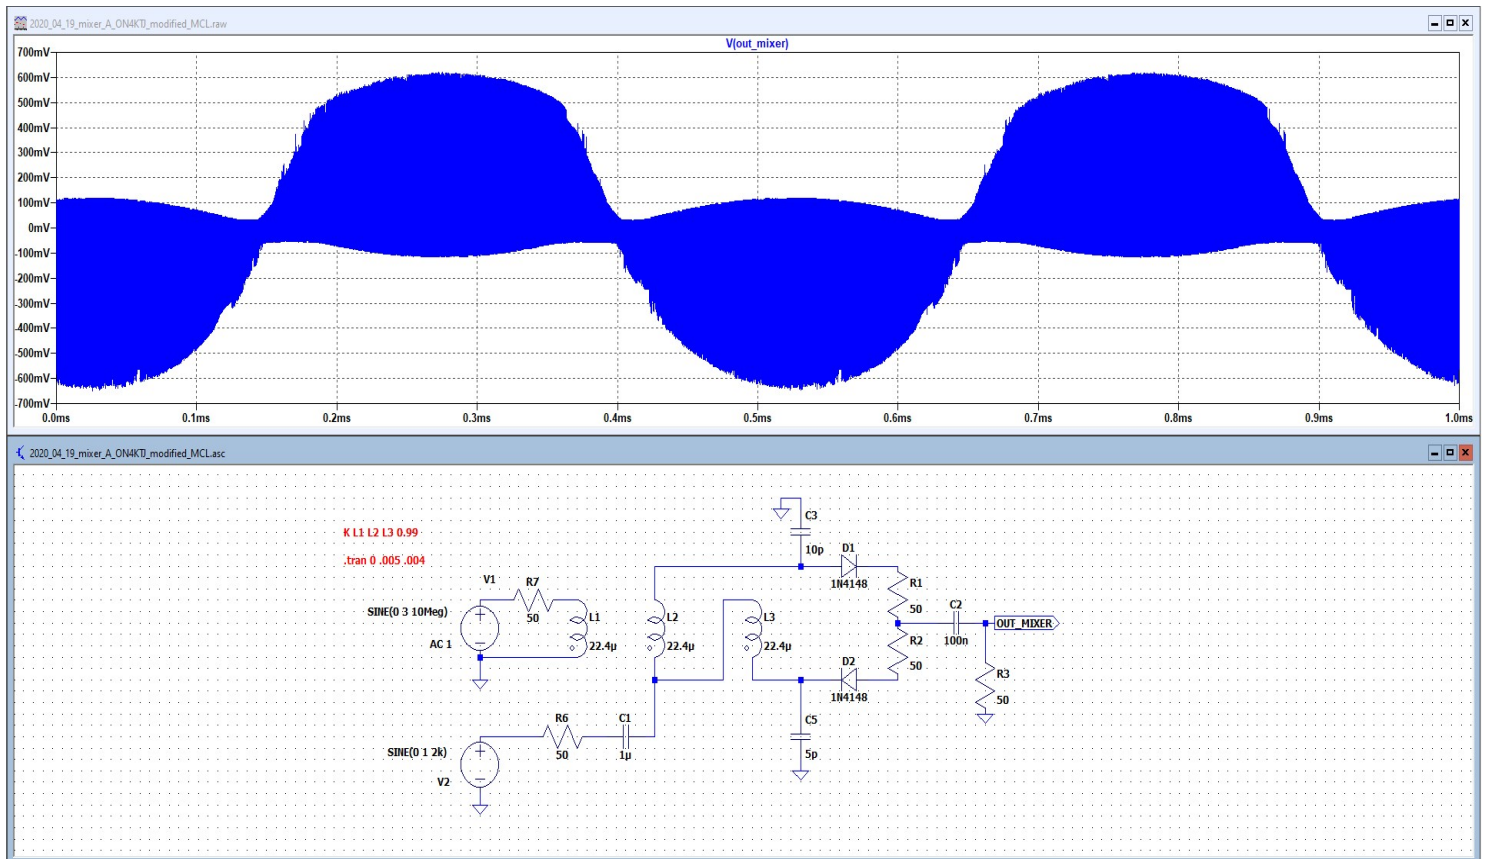 2020_04_19_mixer_A_ON4KTJ_modified_MCL.raw
V(out_mixer)
700mV
600mV
500mV
400mV
300mV
200mV
100mV
0mV
-100mV
-200mV
-300mV
-400mV
-500mV
-600mV
-700mV
0.0ms 0.1ms 0.2ms 0.3ms 0.4ms 0.5ms 0.6ms 0.7ms 0.8ms 0.9ms 1.0ms
2020_04_19_mixer_A_ON4KTJ_modified_MCL.asc
K L1 L2 L3 0.99
.tran 0 .005 .004
C3
10p
D1
1N4148
V1
R7
SINE(0 3 10Meg)
50
AC 1
L1
22.4µ
L2
22.4µ
L3
22.4µ
R1
50
C2
100n
OUT_MIXER
R2
50
D2
1N4148
R3
50
R6
50
C1
1µ
C5
5p
SINE(0 1 2k)
V2